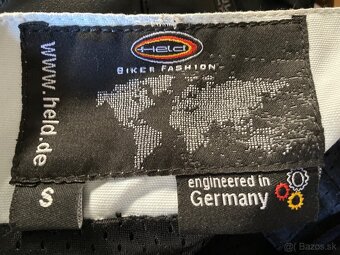 Held
BIKER FASHION
www.held.de
S
engineered in
Germany
© Bazos.sk